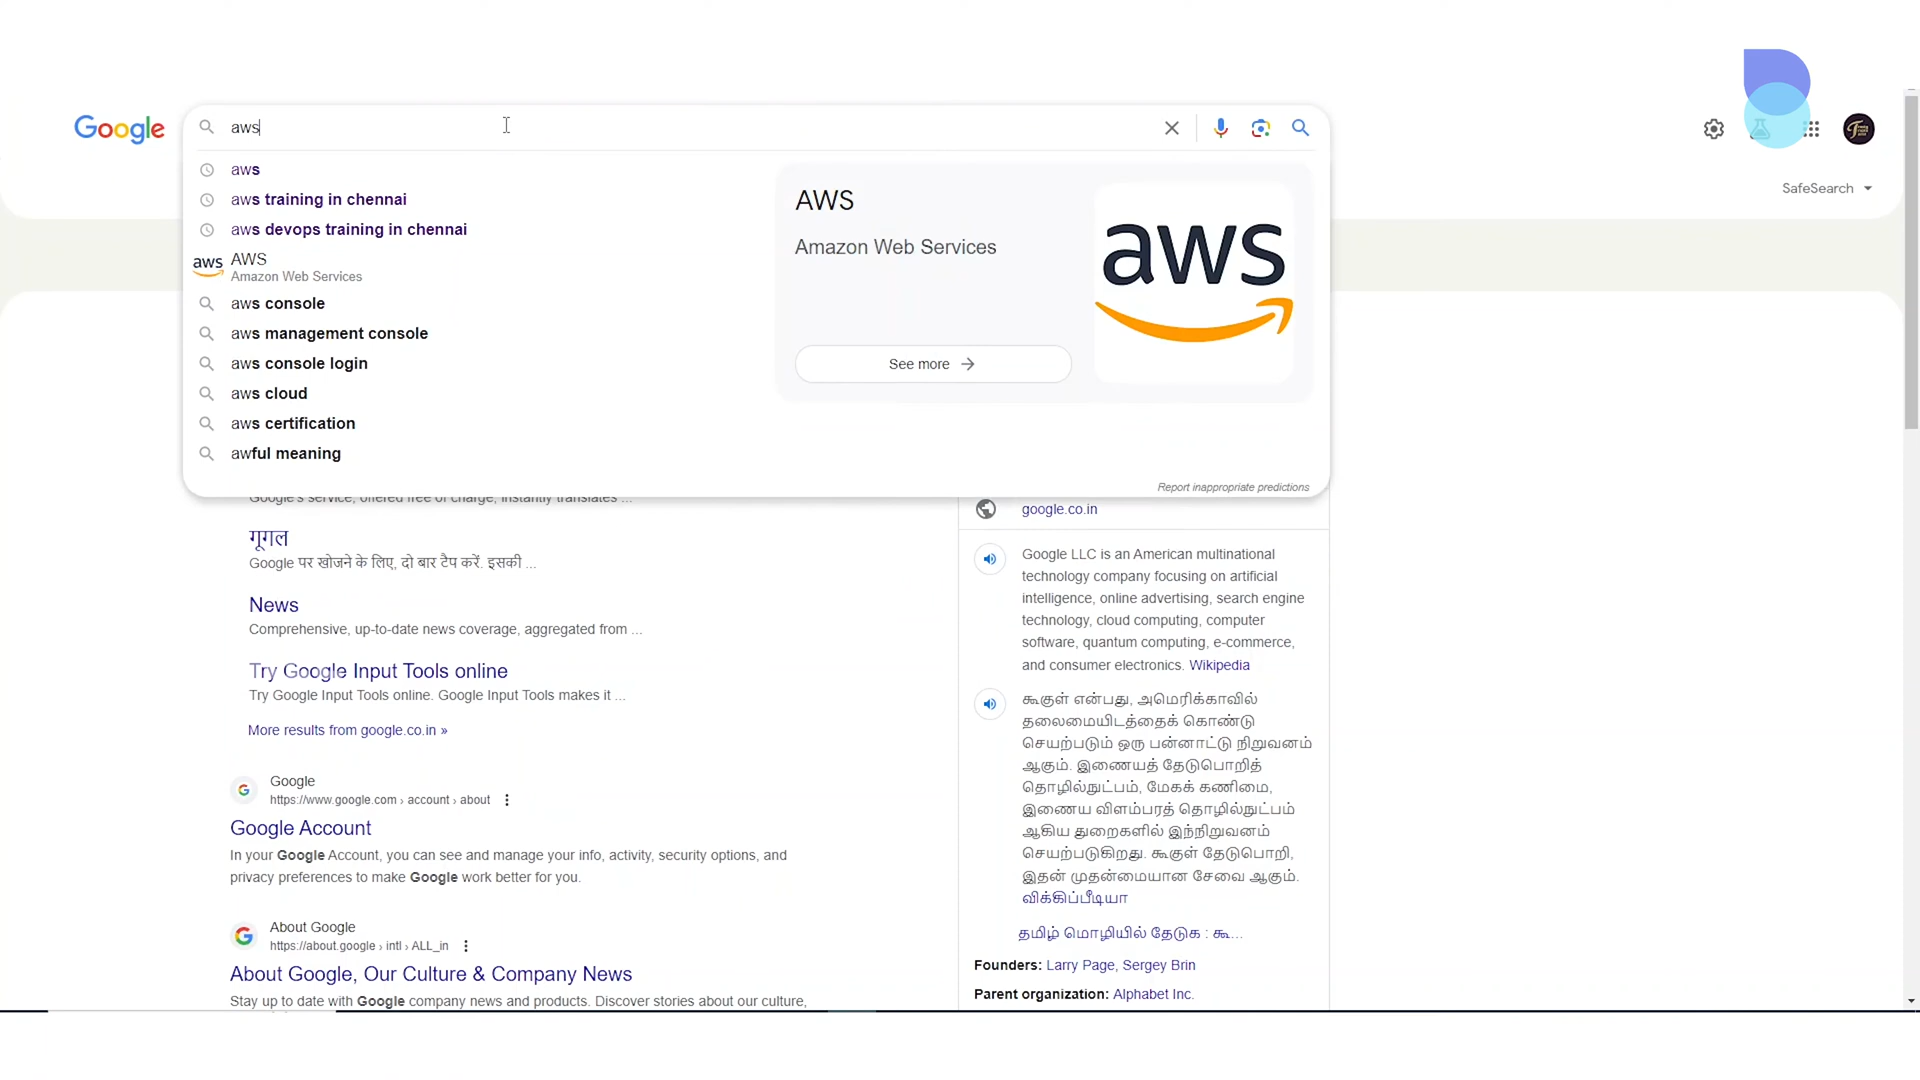 Google
aws
aws
aws training in chennai
aws devops training in chennai
aws
AWS
Amazon Web Services
aws console
aws management console
aws console login
aws cloud
aws certification
awful meaning
AWS
Amazon Web Services
See more
aws
Report inappropriate predictions
SafeSearch
Google's service, offered free of charge, instantly translates ...
गूगल
Google पर खोजने के लिए, दो बार टैप करें. इसकी ...
News
Comprehensive, up-to-date news coverage, aggregated from ...
Try Google Input Tools online
Try Google Input Tools online. Google Input Tools makes it ...
More results from google.co.in »
Google
https://www.google.com › account › about
Google Account
In your Google Account, you can see and manage your info, activity, security options, and
privacy preferences to make Google work better for you.
About Google
https://about.google › intl › ALL_in
About Google, Our Culture & Company News
Stay up to date with Google company news and products. Discover stories about our culture,
google.co.in
Google LLC is an American multinational
technology company focusing on artificial
intelligence, online advertising, search engine
technology, cloud computing, computer
software, quantum computing, e-commerce,
and consumer electronics. Wikipedia
கூகுள் என்பது, அமெரிக்காவில்
தலைமையிடத்தைக் கொண்டு
செயற்படும் ஒரு பன்னாட்டு நிறுவனம்
ஆகும். இணையத் தேடுபொறித்
தொழில்நுட்பம், மேகக் கணிமை,
இணைய விளம்பரத் தொழில்நுட்பம்
ஆகிய துறைகளில் இந்நிறுவனம்
செயற்படுகிறது. கூகுள் தேடுபொறி,
இதன் முதன்மையான சேவை ஆகும்.
விக்கிப்பீடியா
தமிழ் மொழியில் தேடுக : கூ...
Founders: Larry Page, Sergey Brin
Parent organization: Alphabet Inc.